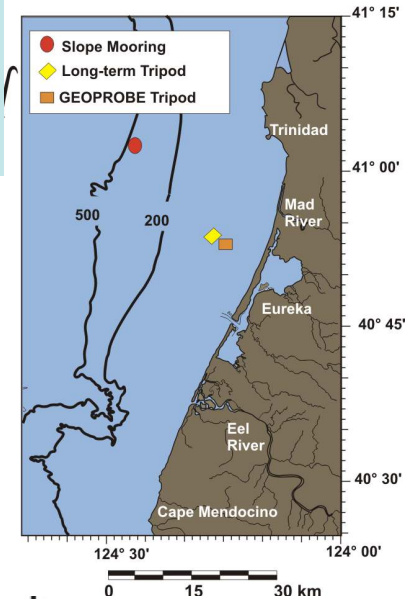 41° 15'
Slope Mooring
Long-term Tripod
GEOPROBE Tripod
Trinidad
41° 00'
Mad
River
500
200
Eureka
40° 45'
Eel
River
40° 30'
Cape Mendocino
124° 30'
124° 00'
0
15
30 km